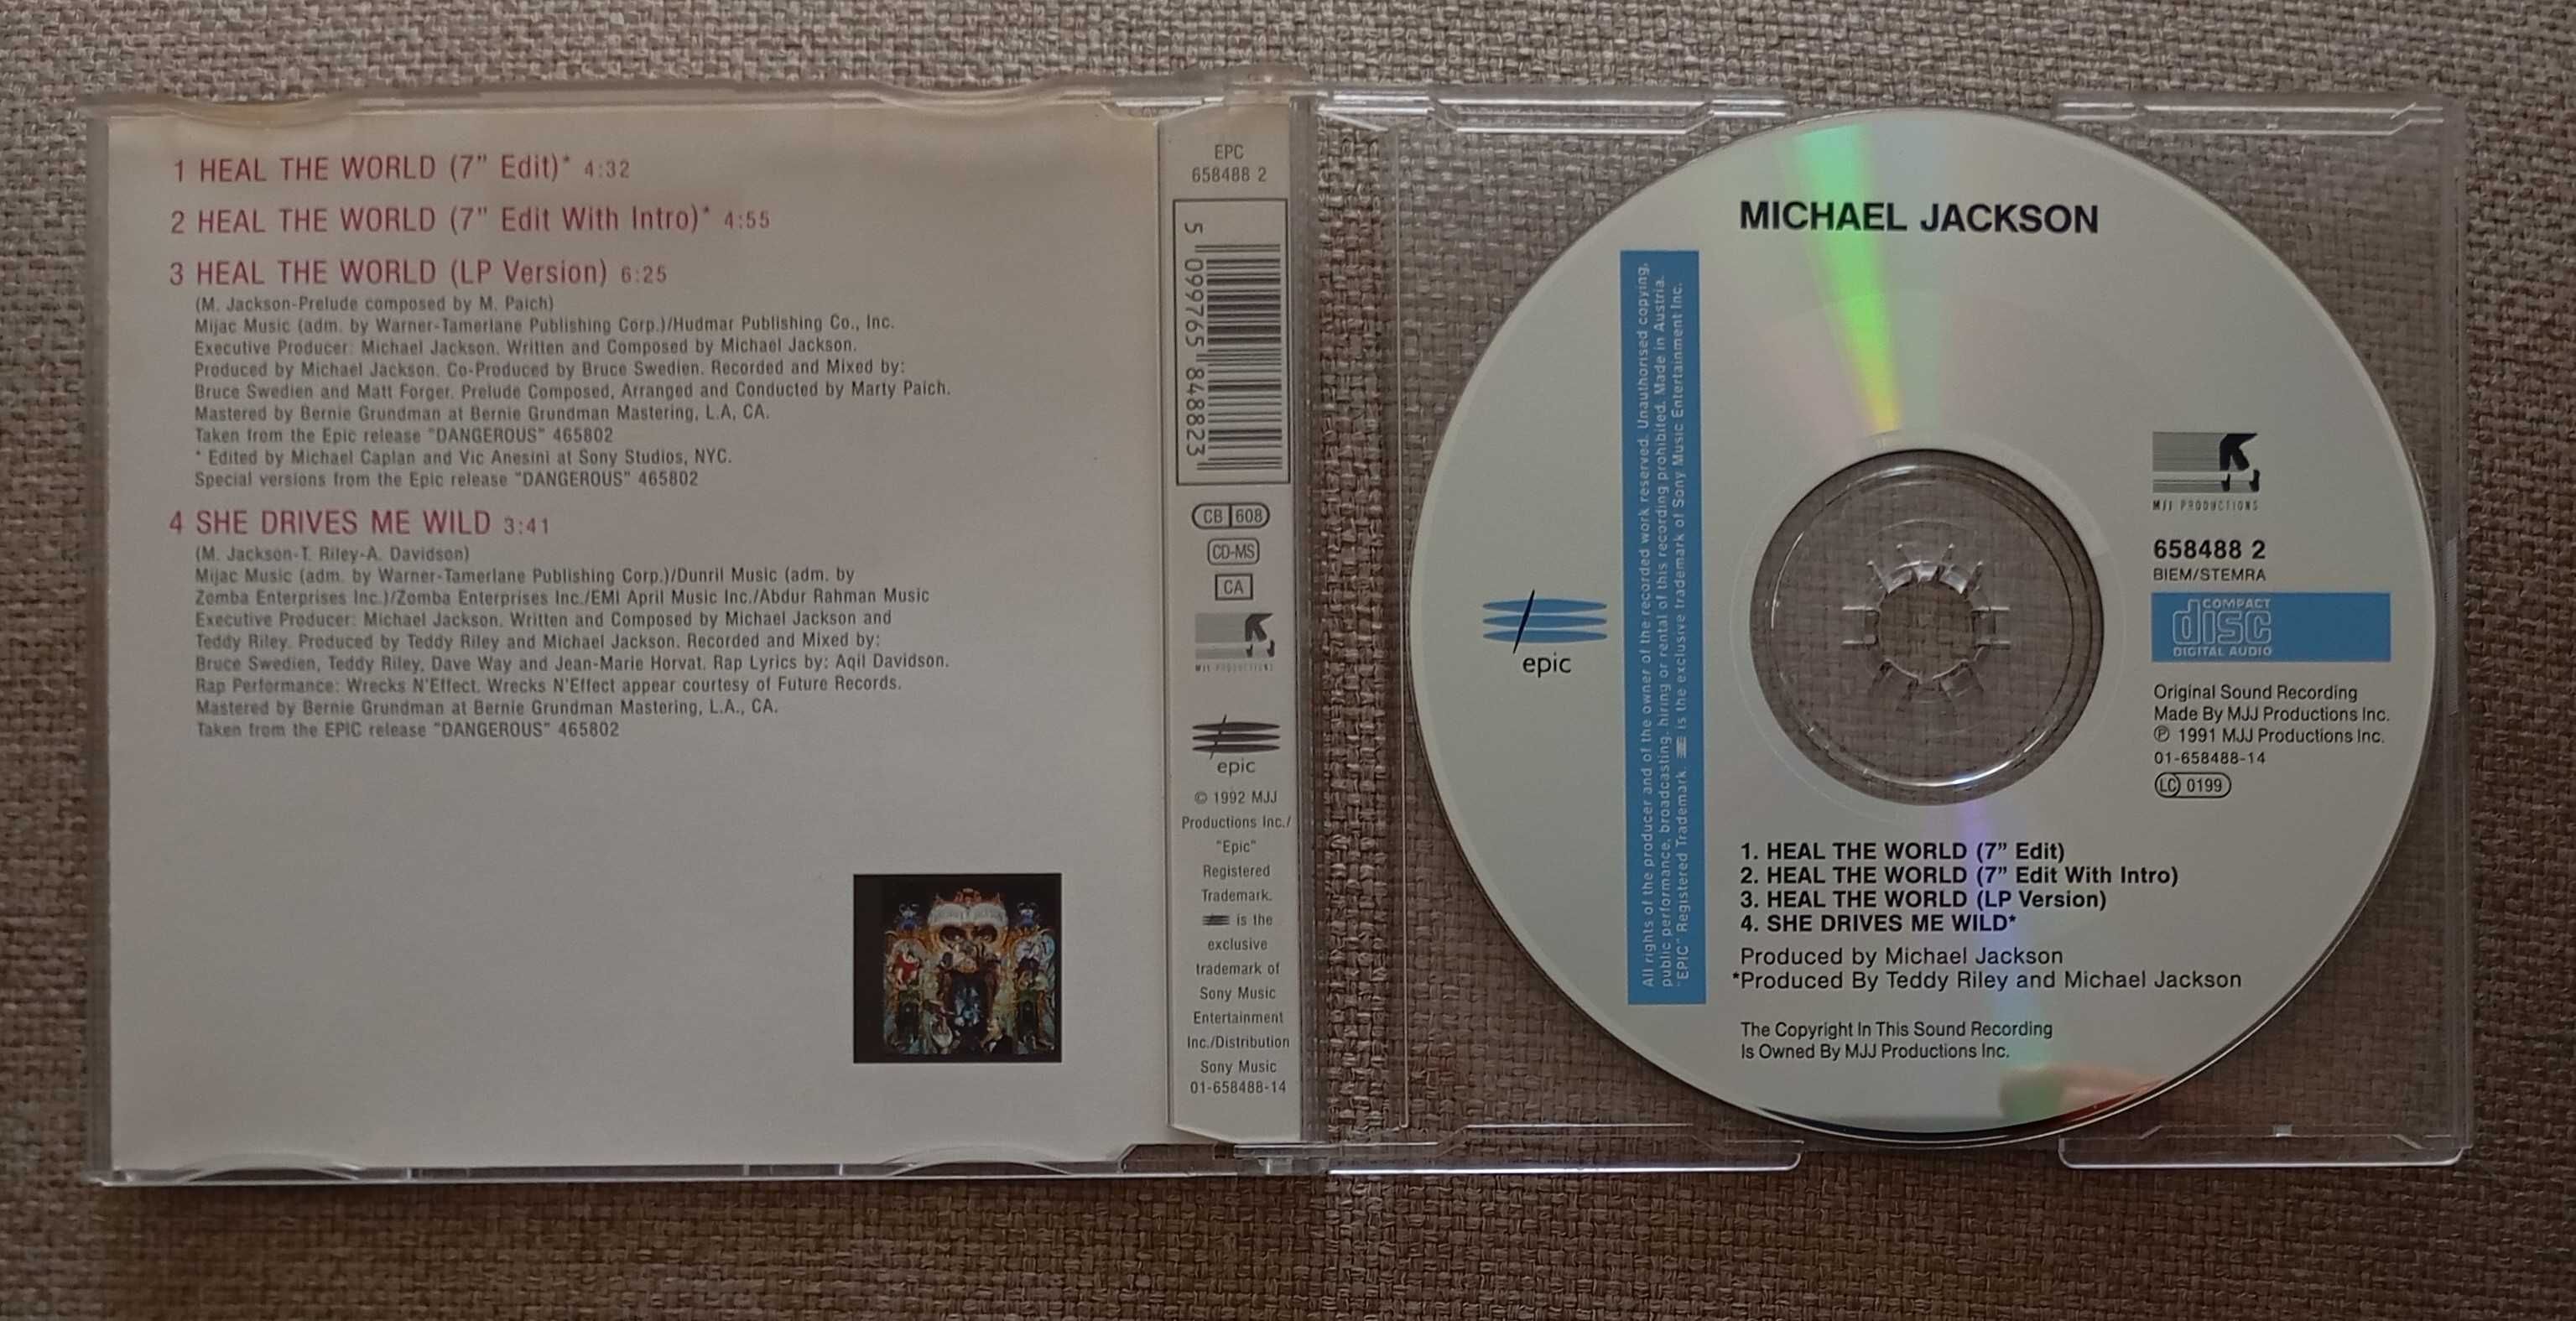 1 HEAL THE WORLD (7" Edit)* 4:32
2 HEAL THE WORLD (7" Edit With Intro)* 4:55
3 HEAL THE WORLD (LP Version) 6:25
(M. Jackson-Prelude composed by M. Paich)
Mijac Music (adm. by Warner-Tamerlane Publishing Corp.)/Hudmar Publishing Co., Inc.
Executive Producer: Michael Jackson. Written and Composed by Michael Jackson.
Produced by Michael Jackson. Co-Produced by Bruce Swedien. Recorded and Mixed by:
Bruce Swedien and Matt Forger. Prelude Composed, Arranged and Conducted by Marty Paich.
Mastered by Bernie Grundman at Bernie Grundman Mastering, L.A, CA.
Taken from the Epic release "DANGEROUS" 465802
* Edited by Michael Caplan and Vic Anesini at Sony Studios, NYC.
Special versions from the Epic release "DANGEROUS" 465802
4 SHE DRIVES ME WILD 3:41
(M. Jackson-T. Riley-A. Davidson)
Mijac Music (adm. by Warner-Tamerlane Publishing Corp.)/Dunril Music (adm. by
Zomba Enterprises Inc.)/Zomba Enterprises Inc./EMI April Music Inc./Abdur Rahman Music
Executive Producer: Michael Jackson. Written and Composed by Michael Jackson and
Teddy Riley. Produced by Teddy Riley and Michael Jackson. Recorded and Mixed by:
Bruce Swedien, Teddy Riley, Dave Way and Jean-Marie Horvat. Rap Lyrics by: Aqil Davidson.
Rap Performance: Wrecks N'Effect. Wrecks N'Effect appear courtesy of Future Records.
Mastered by Bernie Grundman at Bernie Grundman Mastering, L.A., CA.
Taken from the EPIC release "DANGEROUS" 465802
EPC
658488 2
5 099765 848823
CB 608
CD-MS
CA
MJJ PRODUCTIONS
epic
© 1992 MJJ
Productions Inc./
"Epic"
Registered
Trademark.
is the
exclusive
trademark of
Sony Music
Entertainment
Inc./Distribution
Sony Music
01-658488-14
MICHAEL JACKSON
All rights of the producer and of the owner of the recorded work reserved. Unauthorised copying,
public performance, broadcasting, hiring or rental of this recording prohibited. Made in Austria.
"EPIC" Registered Trademark. is the exclusive trademark of Sony Music Entertainment Inc.
epic
MJJ PRODUCTIONS
658488 2
BIEM/STEMRA
COMPACT
disc
DIGITAL AUDIO
Original Sound Recording
Made By MJJ Productions Inc.
℗ 1991 MJJ Productions Inc.
01-658488-14
LC 0199
1. HEAL THE WORLD (7" Edit)
2. HEAL THE WORLD (7" Edit With Intro)
3. HEAL THE WORLD (LP Version)
4. SHE DRIVES ME WILD*
Produced by Michael Jackson
*Produced By Teddy Riley and Michael Jackson
The Copyright In This Sound Recording
Is Owned By MJJ Productions Inc.